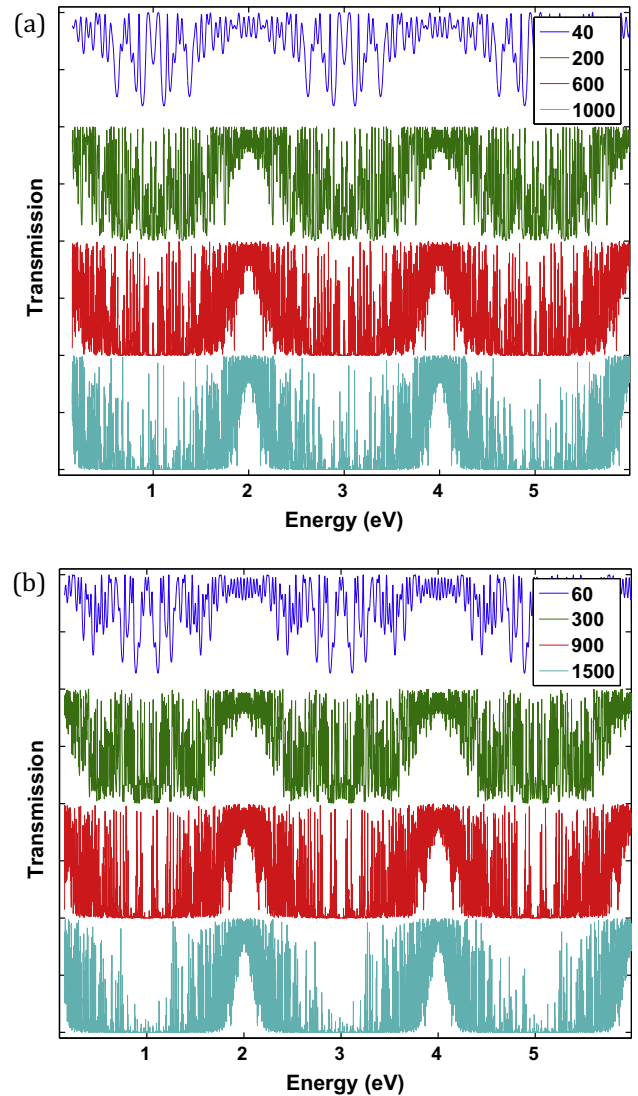 (a)
40
200
600
1000
Transmission
1 2 3 4 5
Energy (eV)
(b)
60
300
900
1500
Transmission
1 2 3 4 5
Energy (eV)